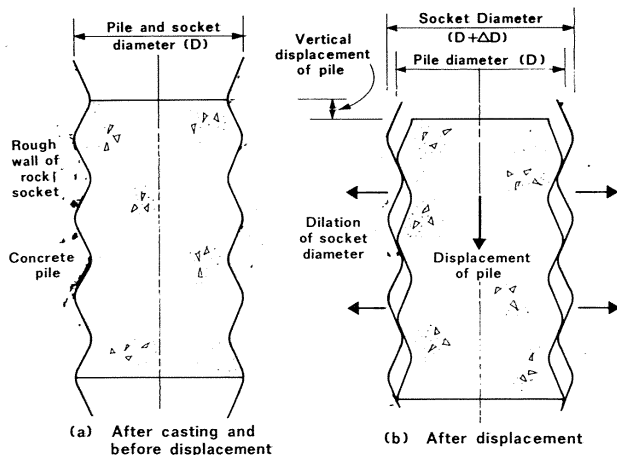 Pile and socket
diameter (D)
Rough
wall of
rock
socket
Concrete
pile
(a) After casting and
before displacement
Socket Diameter
(D+ΔD)
Vertical
displacement
of pile
Pile diameter (D)
Dilation
of socket
diameter
Displacement
of pile
(b) After displacement